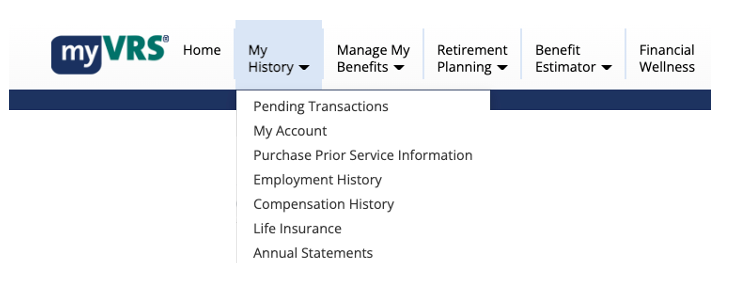 myVRS®
Home
My
History
Manage My
Benefits
Retirement
Planning
Benefit
Estimator
Financial
Wellness
Pending Transactions
My Account
Purchase Prior Service Information
Employment History
Compensation History
Life Insurance
Annual Statements